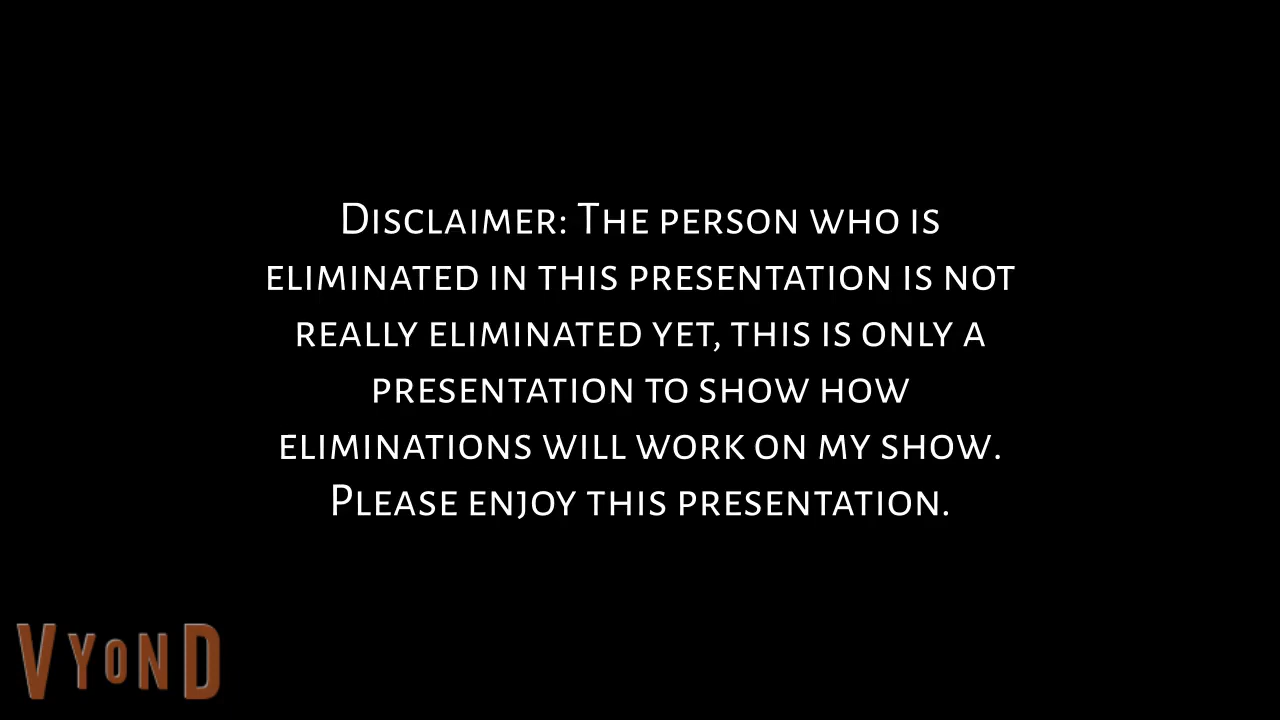 Disclaimer: The person who is
eliminated in this presentation is not
really eliminated yet, this is only a
presentation to show how
eliminations will work on my show.
Please enjoy this presentation.
VYOND